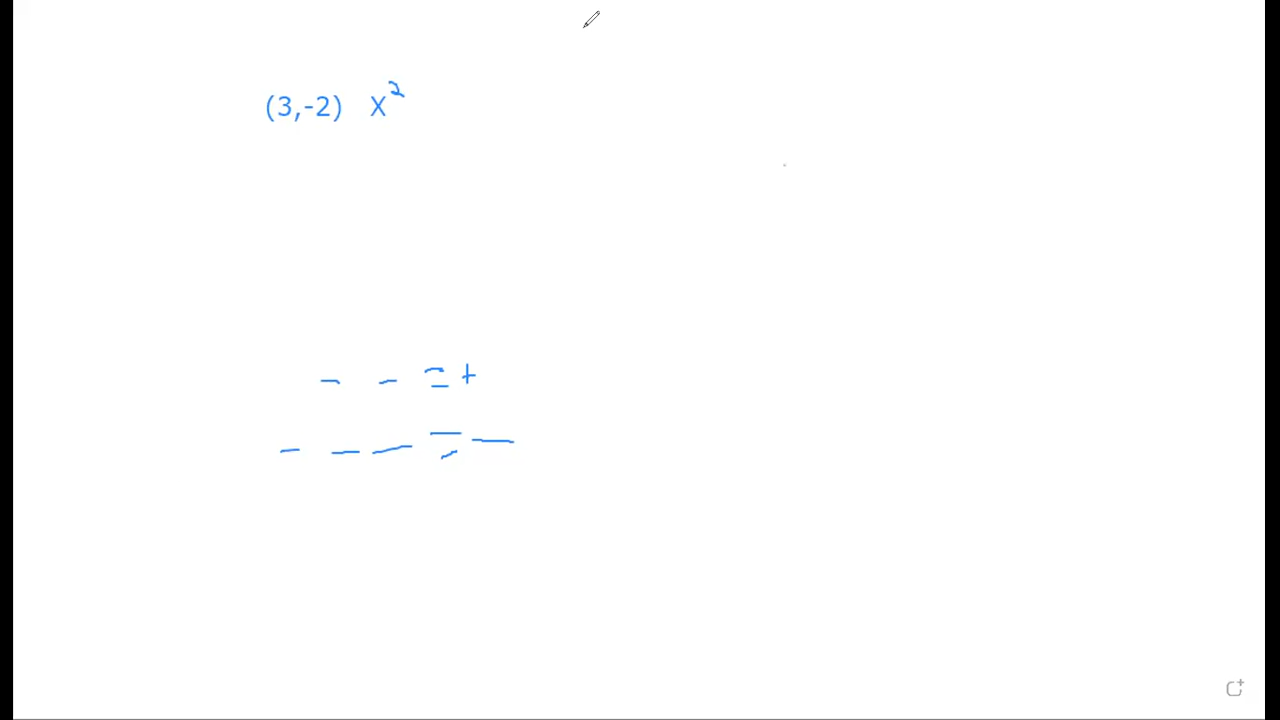 (3,-2) X²
- - = +
- - - = -